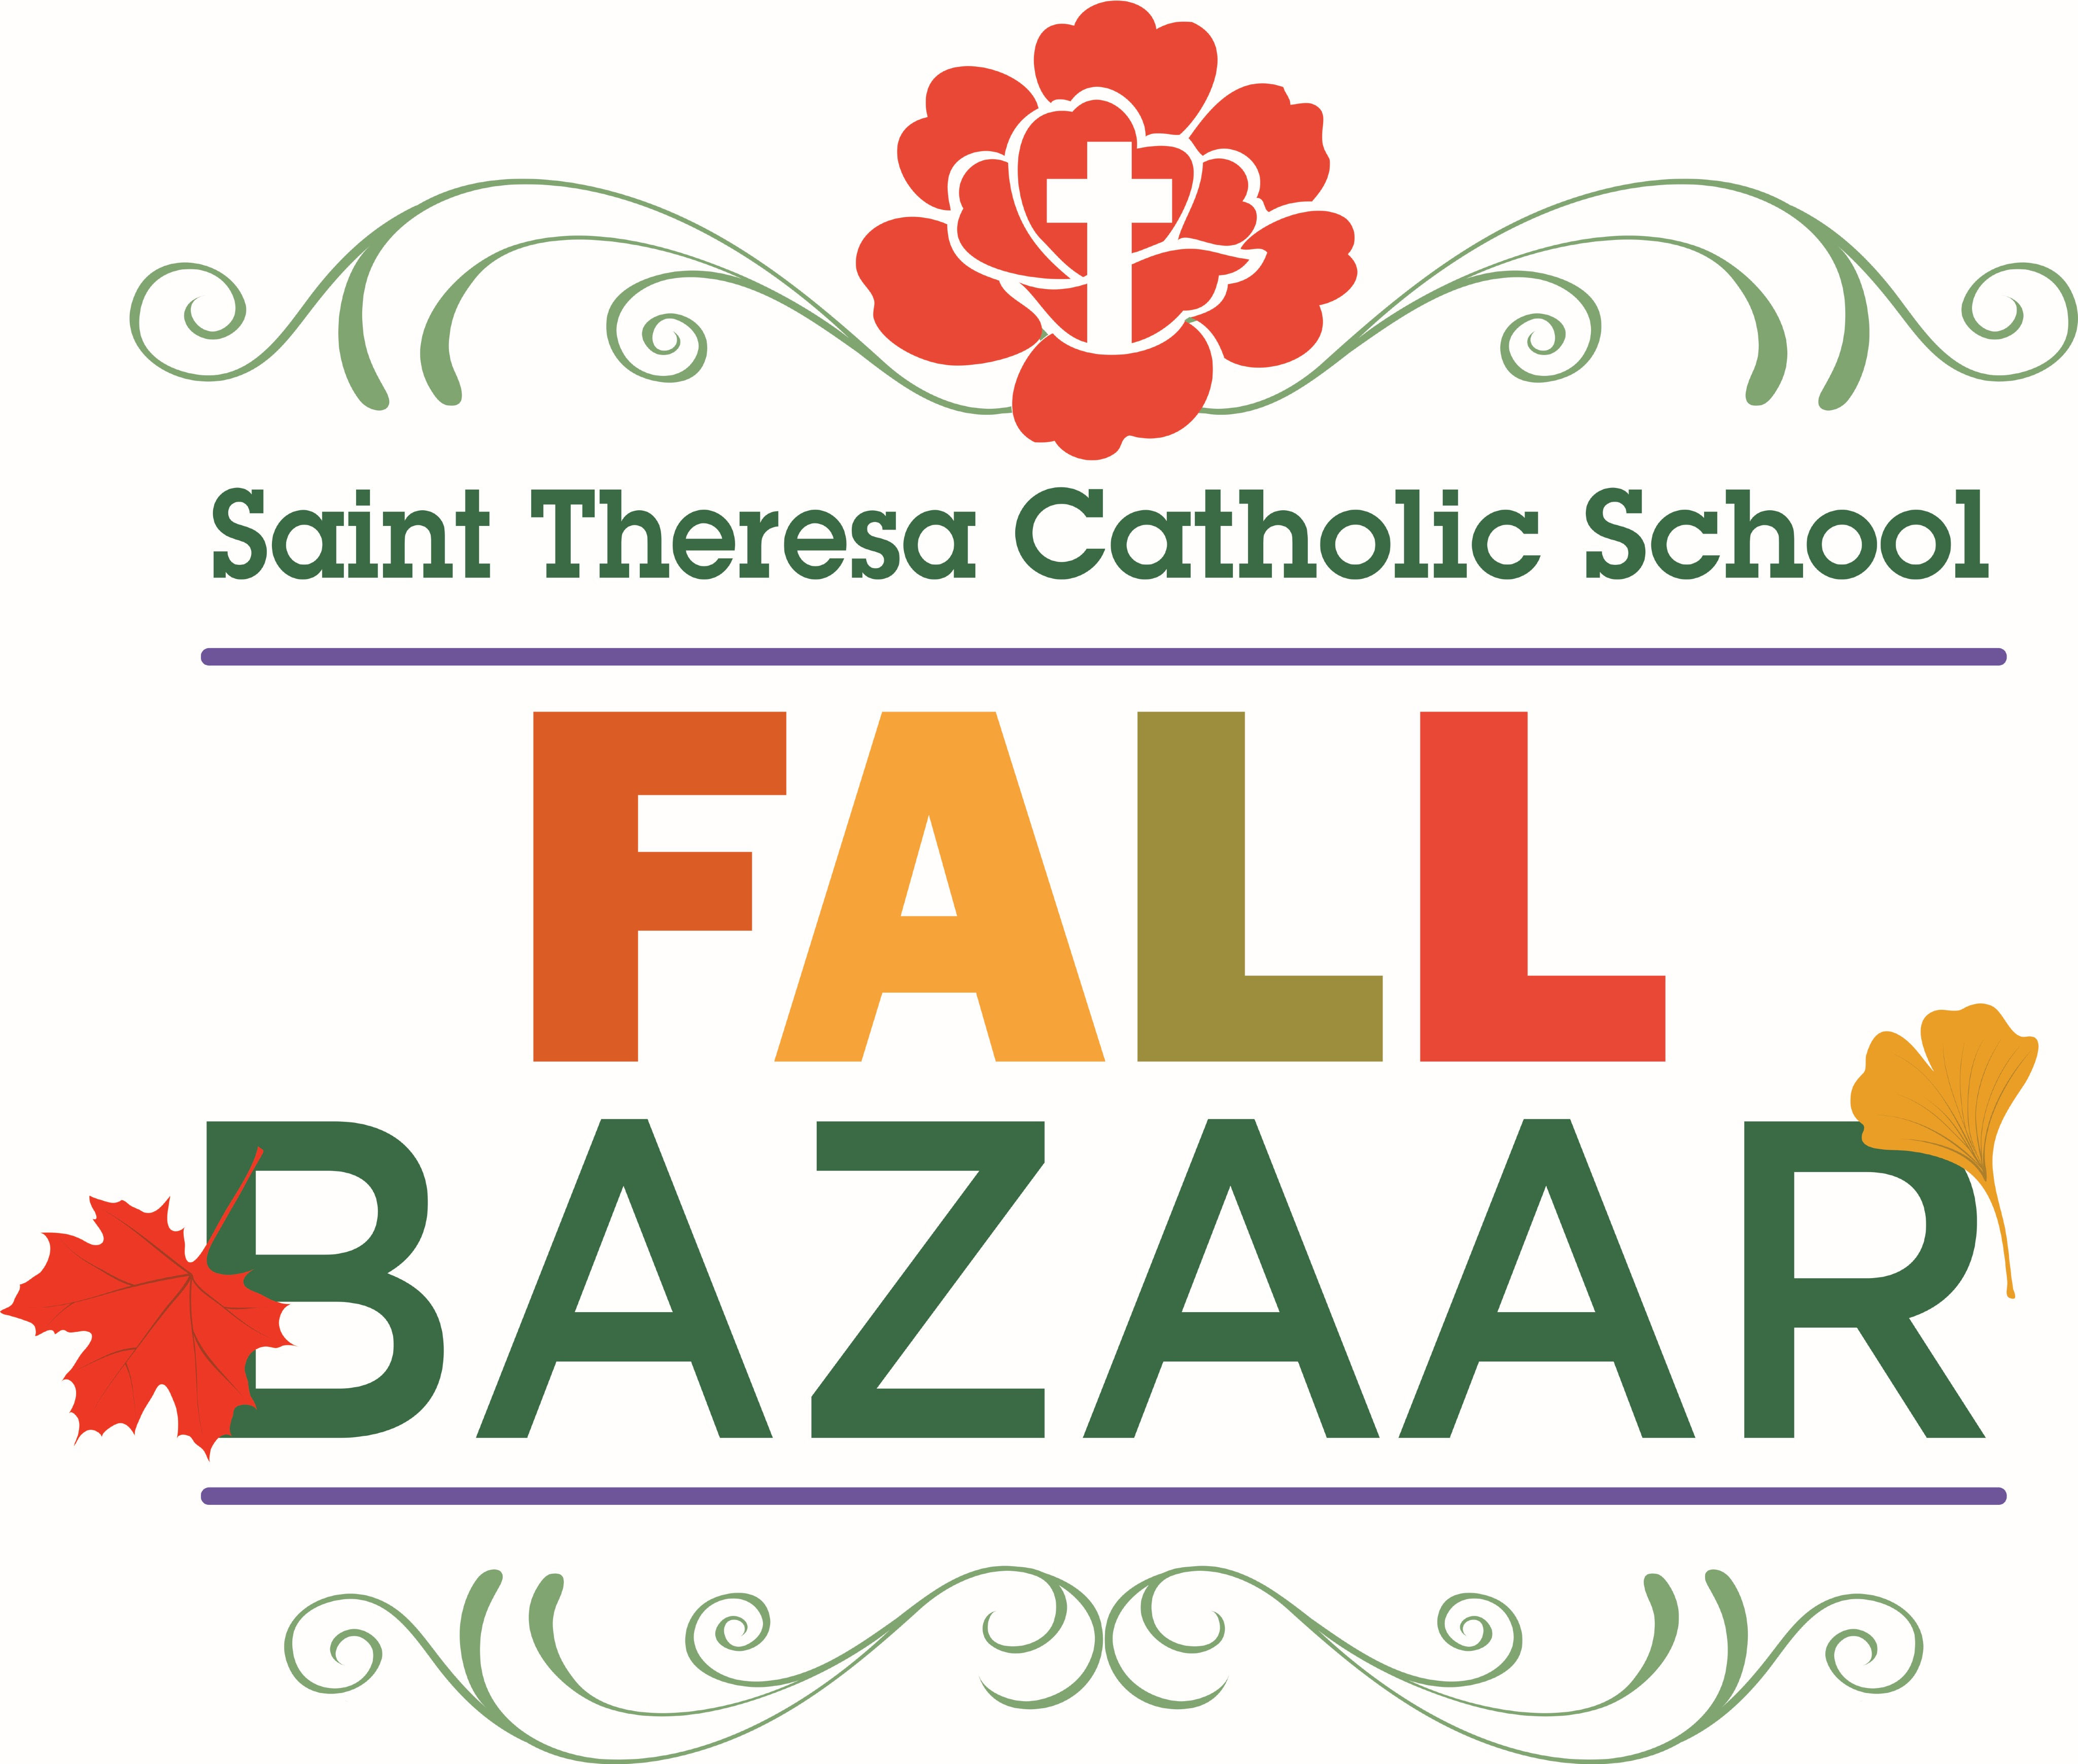 Saint Theresa Catholic School
FALL
BAZAAR